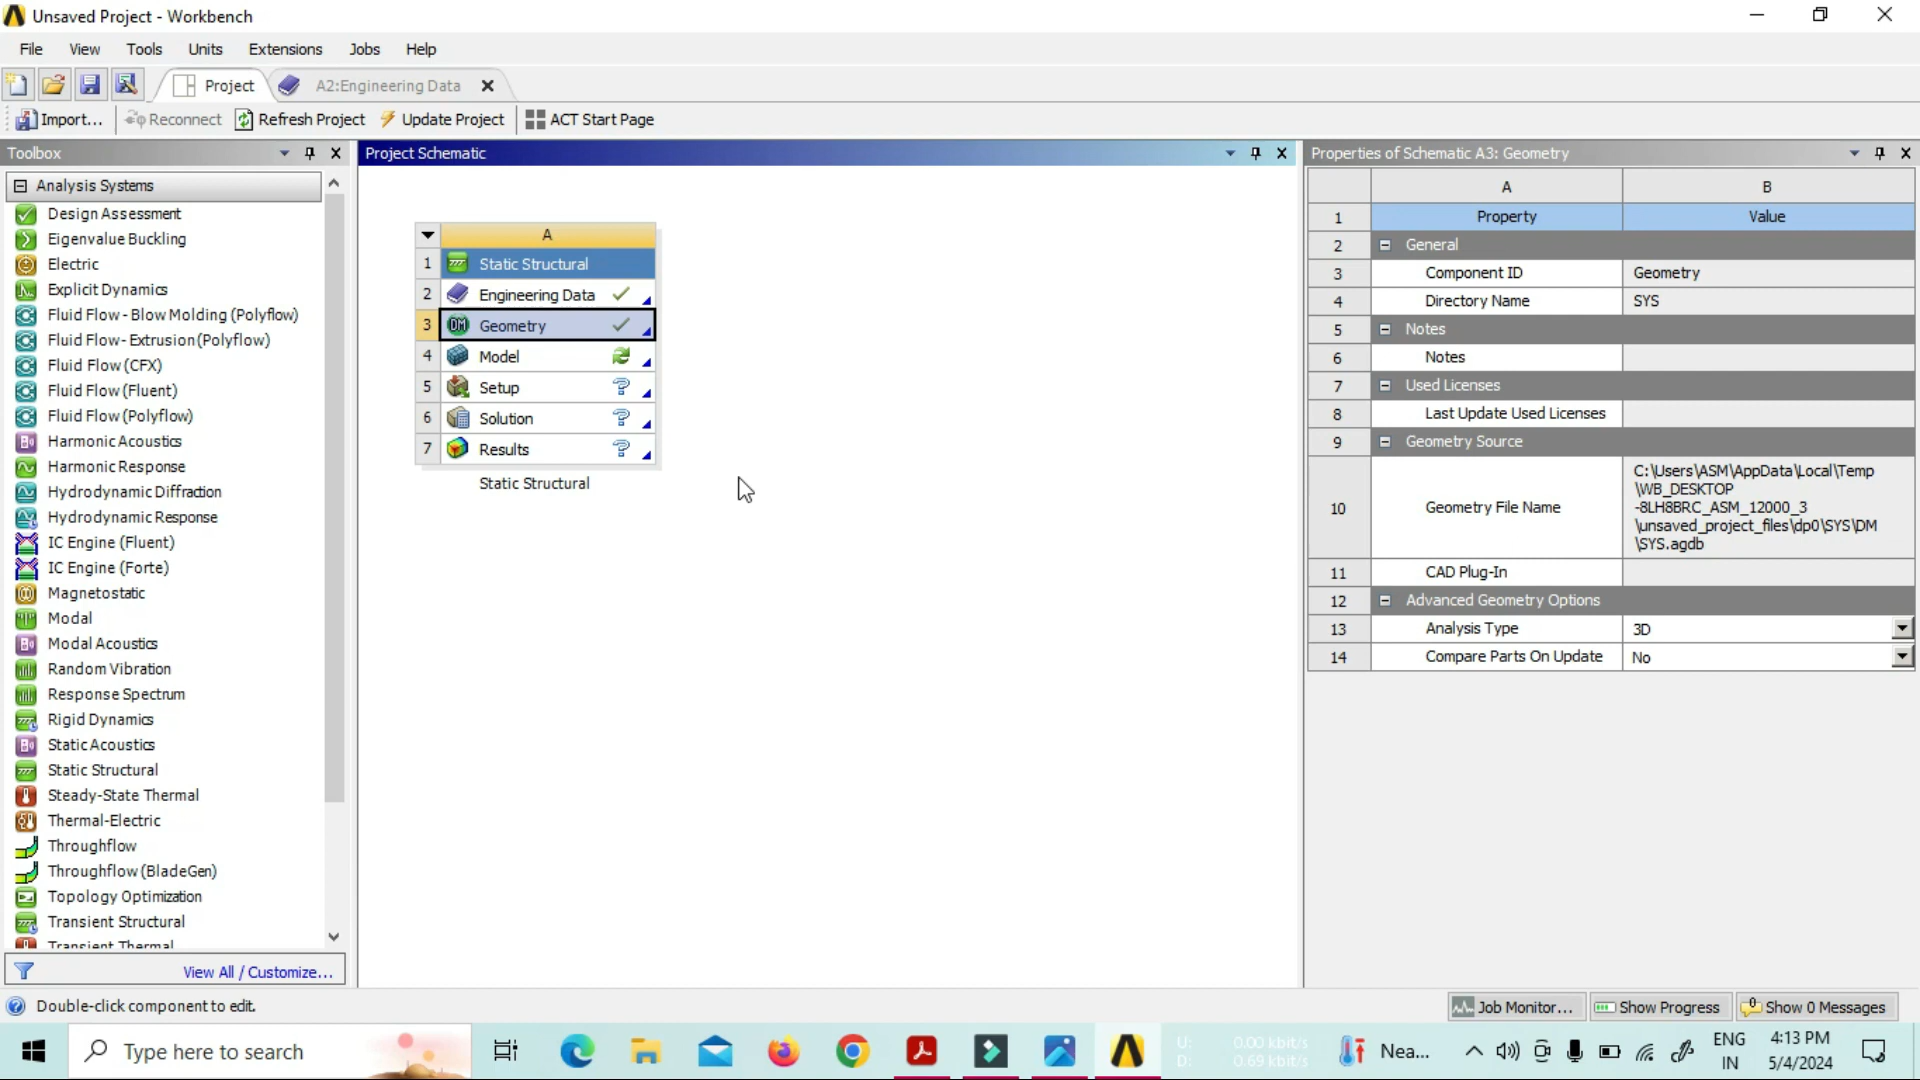 Unsaved Project - Workbench
File View Tools Units Extensions Jobs Help
Project A2:Engineering Data
Import... Reconnect Refresh Project Update Project ACT Start Page
Toolbox
Analysis Systems
Design Assessment
Eigenvalue Buckling
Electric
Explicit Dynamics
Fluid Flow - Blow Molding (Polyflow)
Fluid Flow - Extrusion (Polyflow)
Fluid Flow (CFX)
Fluid Flow (Fluent)
Fluid Flow (Polyflow)
Harmonic Acoustics
Harmonic Response
Hydrodynamic Diffraction
Hydrodynamic Response
IC Engine (Fluent)
IC Engine (Forte)
Magnetostatic
Modal
Modal Acoustics
Random Vibration
Response Spectrum
Rigid Dynamics
Static Acoustics
Static Structural
Steady-State Thermal
Thermal-Electric
Throughflow
Throughflow (BladeGen)
Topology Optimization
Transient Structural
Transient Thermal
View All / Customize...
Project Schematic
A
1 Static Structural
2 Engineering Data
3 DM Geometry
4 Model
5 Setup
6 Solution
7 Results
Static Structural
Properties of Schematic A3: Geometry
A B
1 Property Value
2 General
3 Component ID Geometry
4 Directory Name SYS
5 Notes
6 Notes
7 Used Licenses
8 Last Update Used Licenses
9 Geometry Source
10 Geometry File Name
C:\Users\ASM\AppData\Local\Temp
\WB_DESKTOP
-8LH8BRC_ASM_12000_3
\unsaved_project_files\dp0\SYS\DM
\SYS.agdb
11 CAD Plug-In
12 Advanced Geometry Options
13 Analysis Type 3D
14 Compare Parts On Update No
Double-click component to edit.
Job Monitor... Show Progress 0 Show 0 Messages
Type here to search
U: 0.00 kbit/s
D: 0.69 kbit/s
Nea...
ENG
IN
4:13 PM
5/4/2024